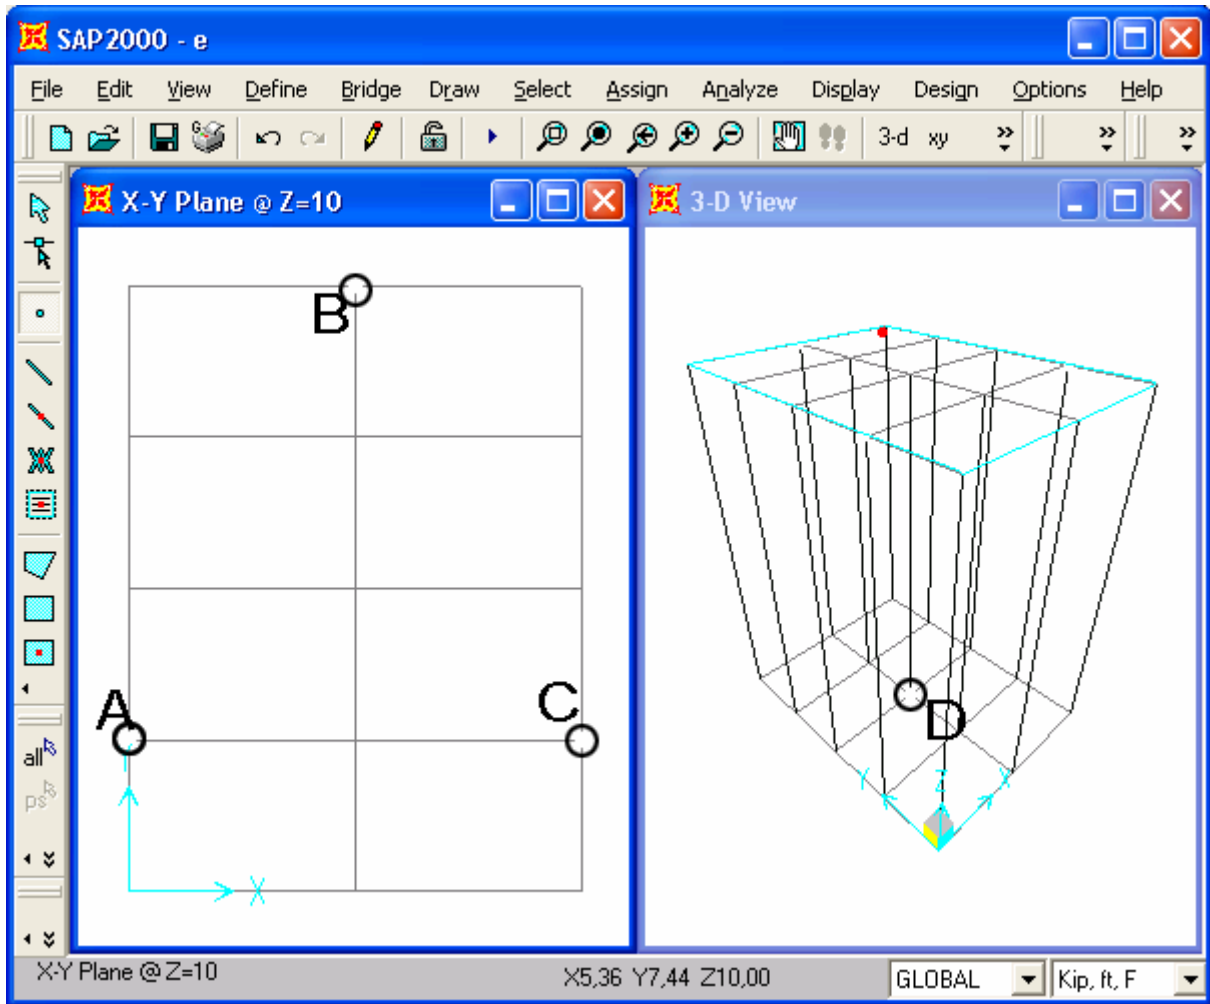 SAP2000 - e
File Edit View Define Bridge Draw Select Assign Analyze Display Design Options Help
3-d xy
X-Y Plane @ Z=10
3-D View
B
A
C
X
D
Y Z X
all
ps
X-Y Plane @ Z=10 X5,36 Y7,44 Z10,00 GLOBAL Kip, ft, F